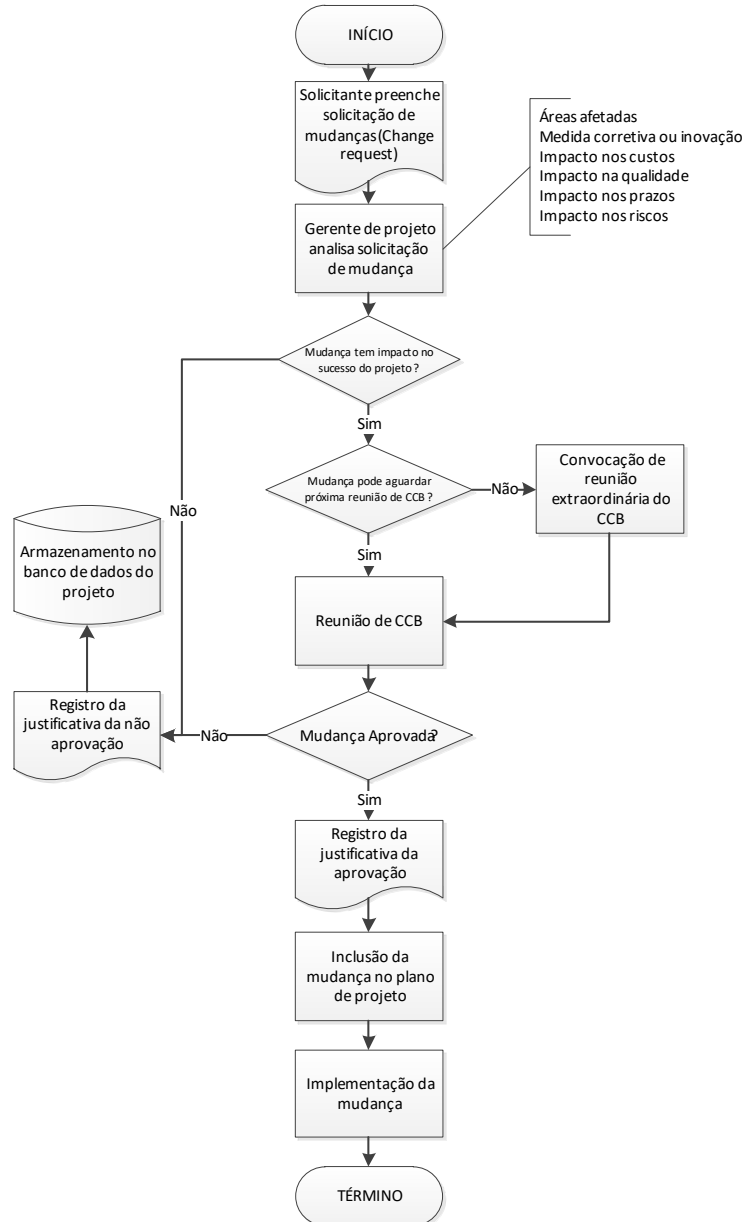 INÍCIO
Solicitante preenche
solicitação de
mudanças (Change
request)
Áreas afetadas
Medida corretiva ou inovação
Impacto nos custos
Impacto na qualidade
Impacto nos prazos
Impacto nos riscos
Gerente de projeto
analisa solicitação
de mudança
Mudança tem impacto no
sucesso do projeto?
Sim
Mudança pode aguardar
próxima reunião de CCB?
Não
Convocação de
reunião
extraordinária do
CCB
Não
Armazenamento no
banco de dados do
projeto
Sim
Reunião de CCB
Registro da
justificativa da não
aprovação
Não
Mudança Aprovada?
Sim
Registro da
justificativa da
aprovação
Inclusão da
mudança no plano
de projeto
Implementação da
mudança
TÉRMINO